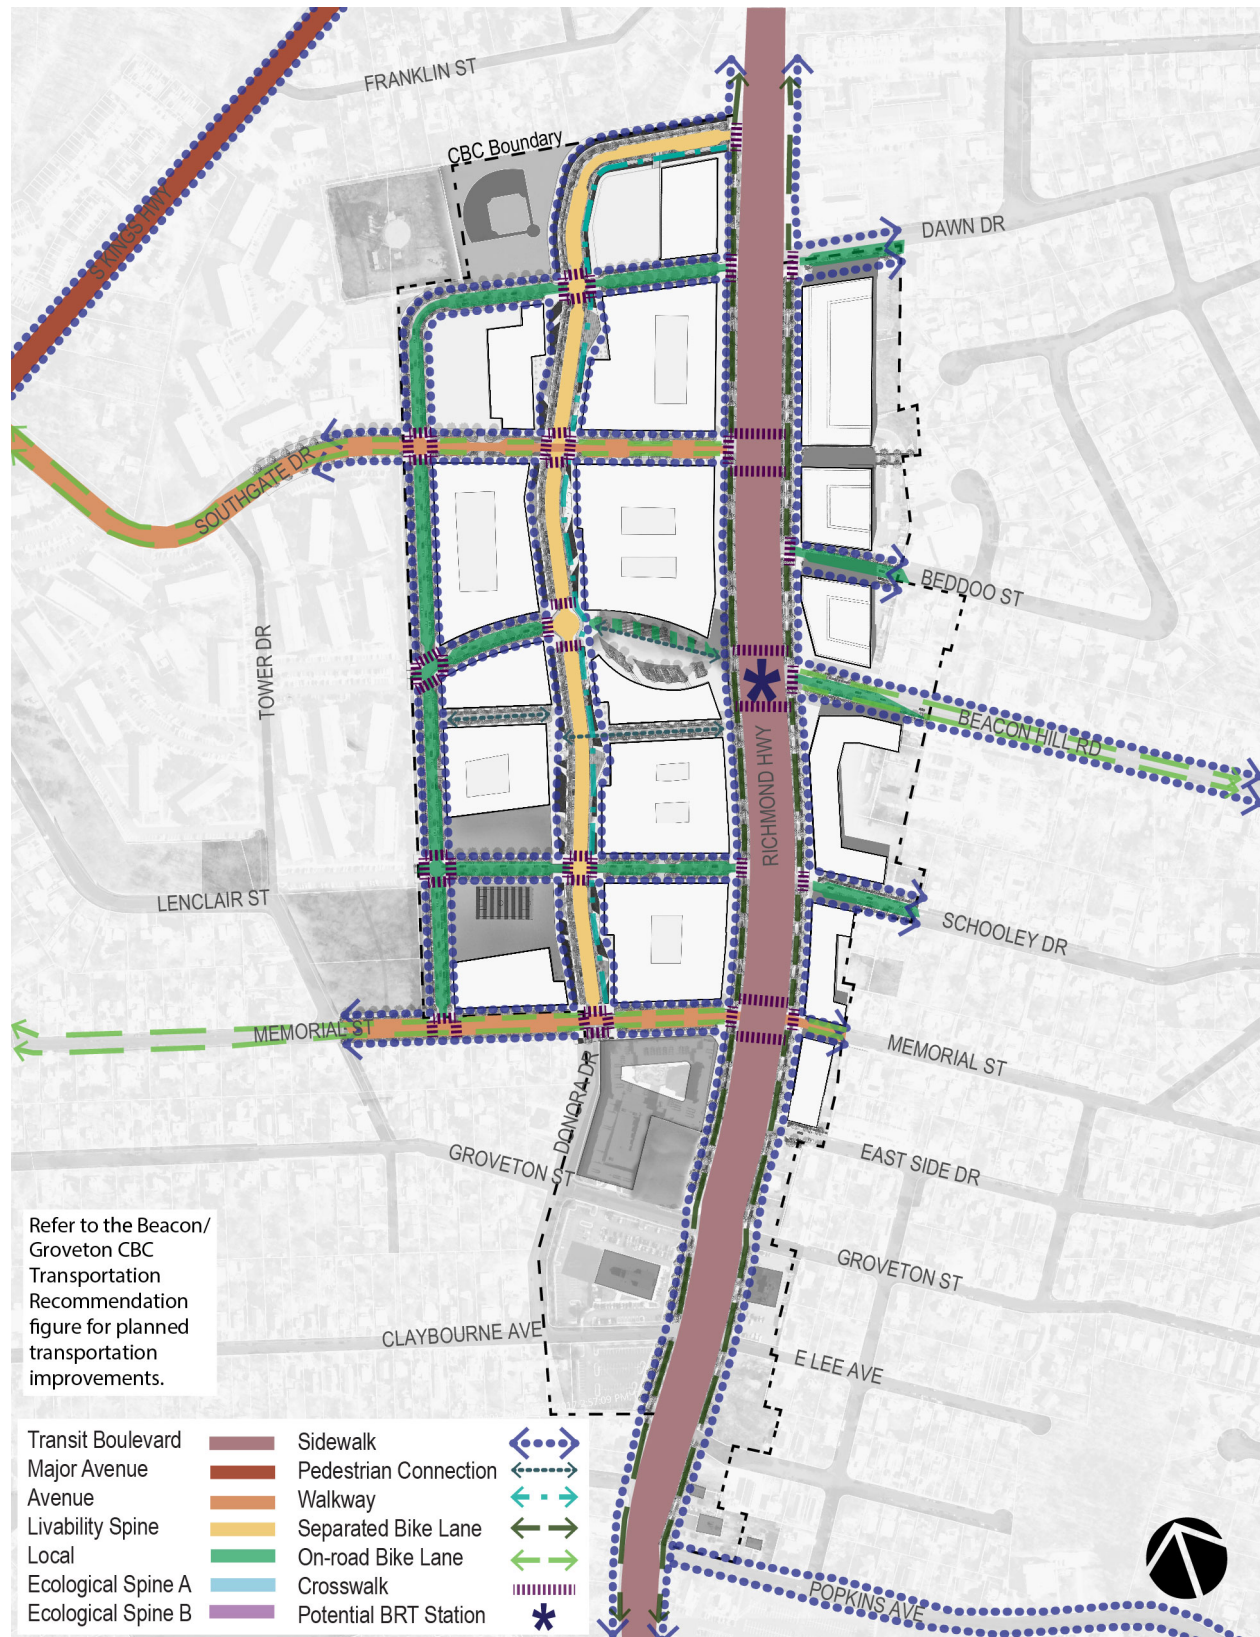 FRANKLIN ST
CBC Boundary
S KINGS HWY
DAWN DR
SOUTHGATE DR
BEDDOO ST
TOWER DR
BEACON HILL RD
RICHMOND HWY
LENCLAIR ST
SCHOOLEY DR
MEMORIAL ST
MEMORIAL ST
DONORA DR
GROVETON ST
EAST SIDE DR
GROVETON ST
CLAYBOURNE AVE
E LEE AVE
POPKINS AVE
Refer to the Beacon/
Groveton CBC
Transportation
Recommendation
figure for planned
transportation
improvements.
Transit Boulevard
Major Avenue
Avenue
Livability Spine
Local
Ecological Spine A
Ecological Spine B
Sidewalk
Pedestrian Connection
Walkway
Separated Bike Lane
On-road Bike Lane
Crosswalk
Potential BRT Station